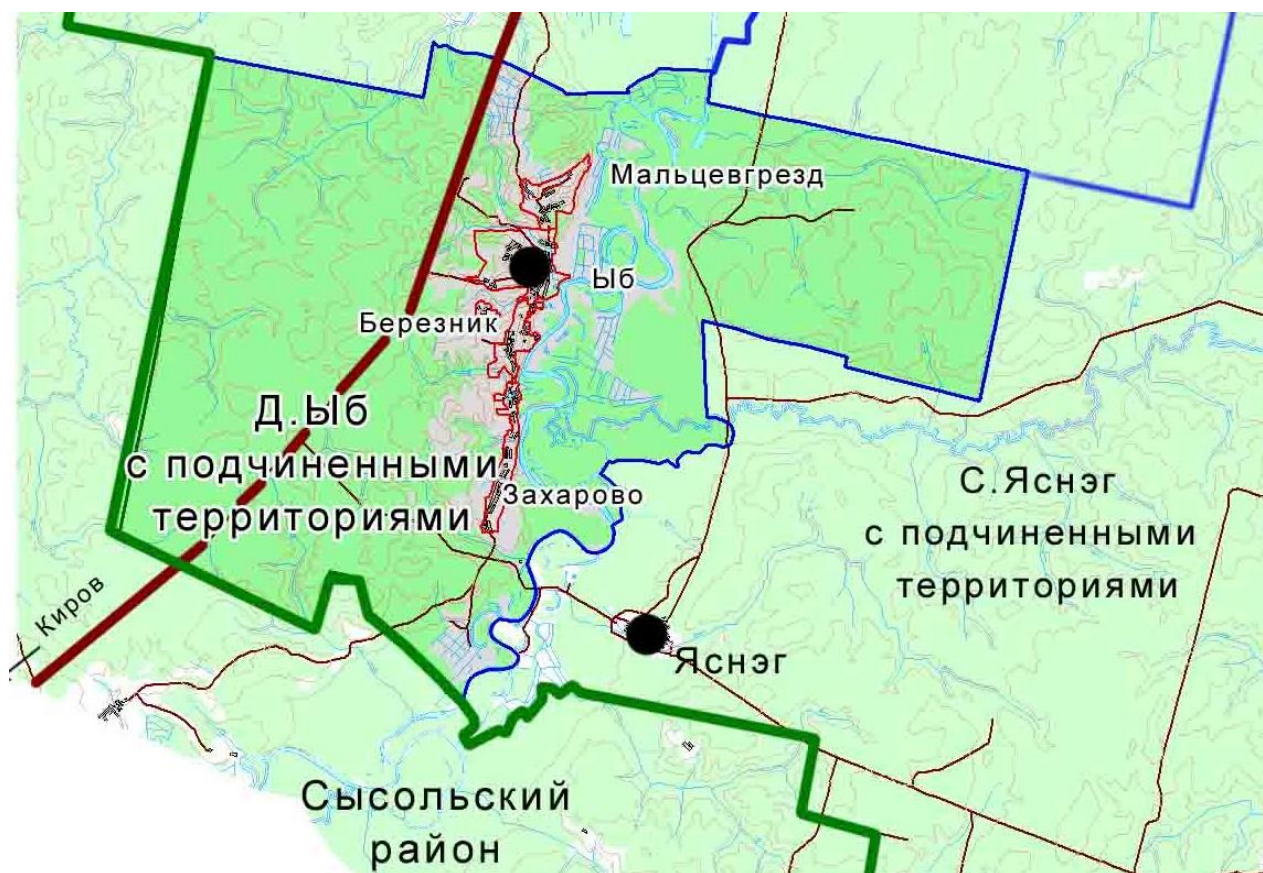 Мальцевгрезд
Ыб
Березник
Д.Ыб
с подчиненными
территориями
Захарово
С.Яснэг
с подчиненными
территориями
Киров
Яснэг
Сысольский
район